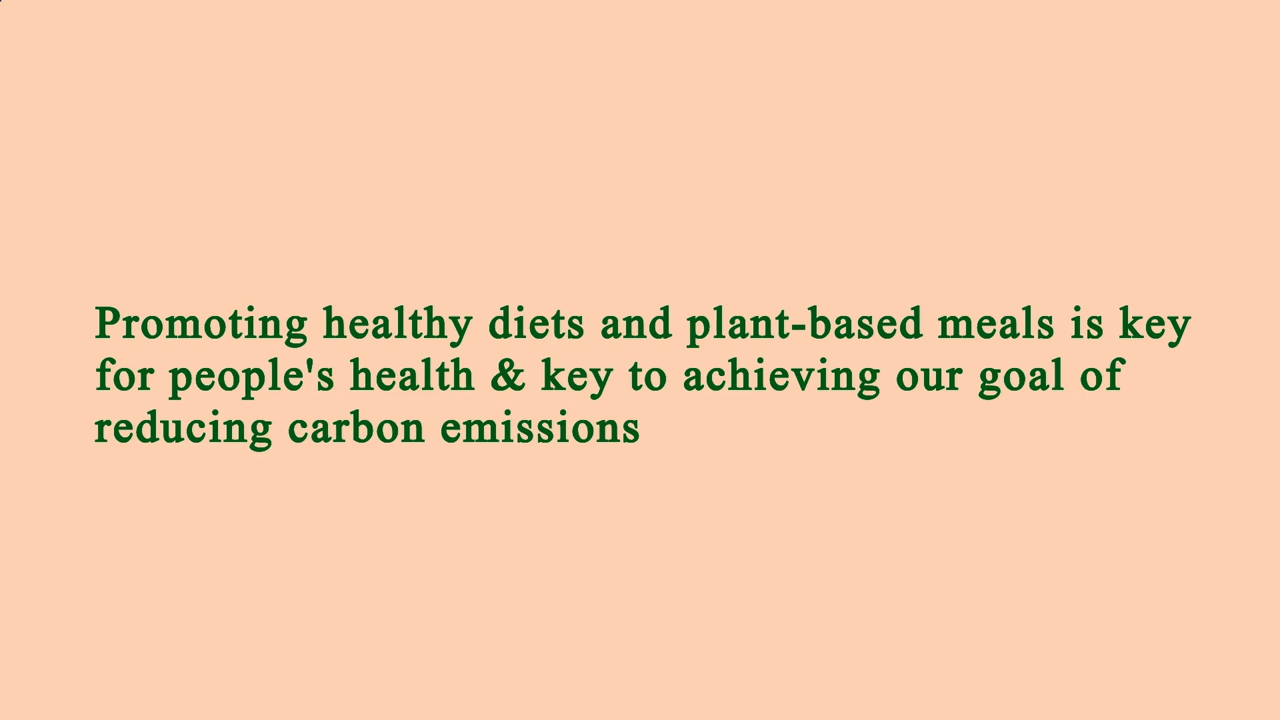 Promoting healthy diets and plant-based meals is key
for people's health & key to achieving our goal of
reducing carbon emissions